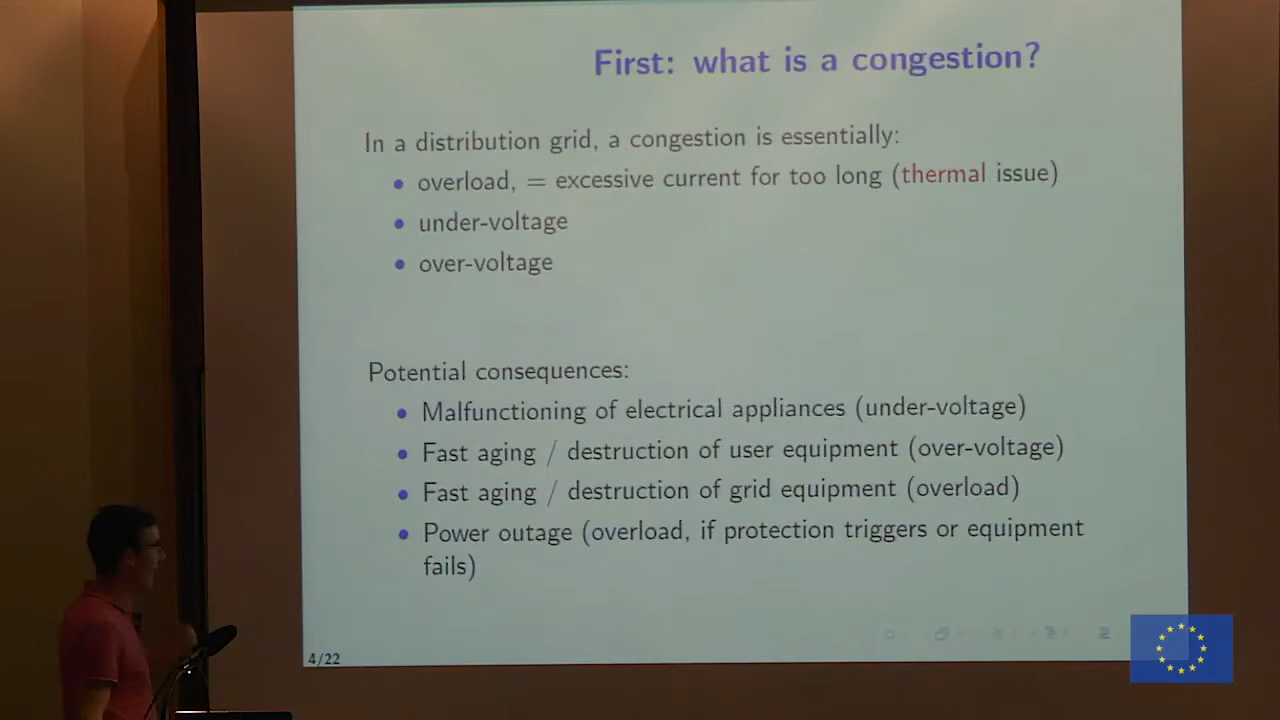 First: what is a congestion?
In a distribution grid, a congestion is essentially:
• overload, = excessive current for too long (thermal issue)
• under-voltage
• over-voltage
Potential consequences:
• Malfunctioning of electrical appliances (under-voltage)
• Fast aging / destruction of user equipment (over-voltage)
• Fast aging / destruction of grid equipment (overload)
• Power outage (overload, if protection triggers or equipment
fails)
4/22